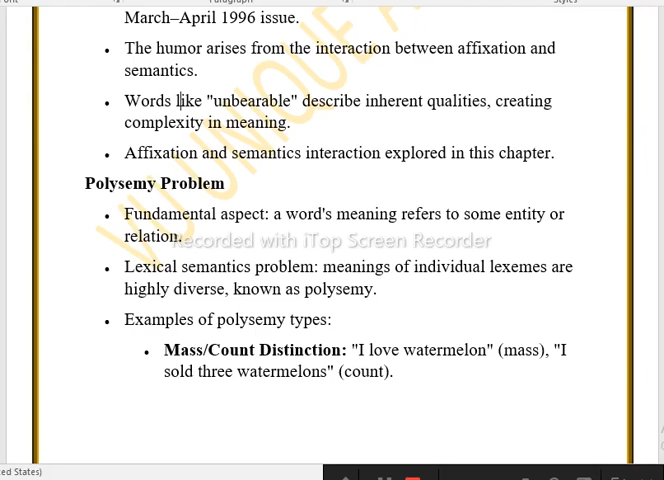 Paragraph
Styles
March–April 1996 issue.
• The humor arises from the interaction between affixation and
semantics.
• Words like "unbearable" describe inherent qualities, creating
complexity in meaning.
• Affixation and semantics interaction explored in this chapter.
Polysemy Problem
• Fundamental aspect: a word's meaning refers to some entity or
relation.
Recorded with iTop Screen Recorder
• Lexical semantics problem: meanings of individual lexemes are
highly diverse, known as polysemy.
• Examples of polysemy types:
• Mass/Count Distinction: "I love watermelon" (mass), "I
sold three watermelons" (count).
VU UNIQUE
ed States)